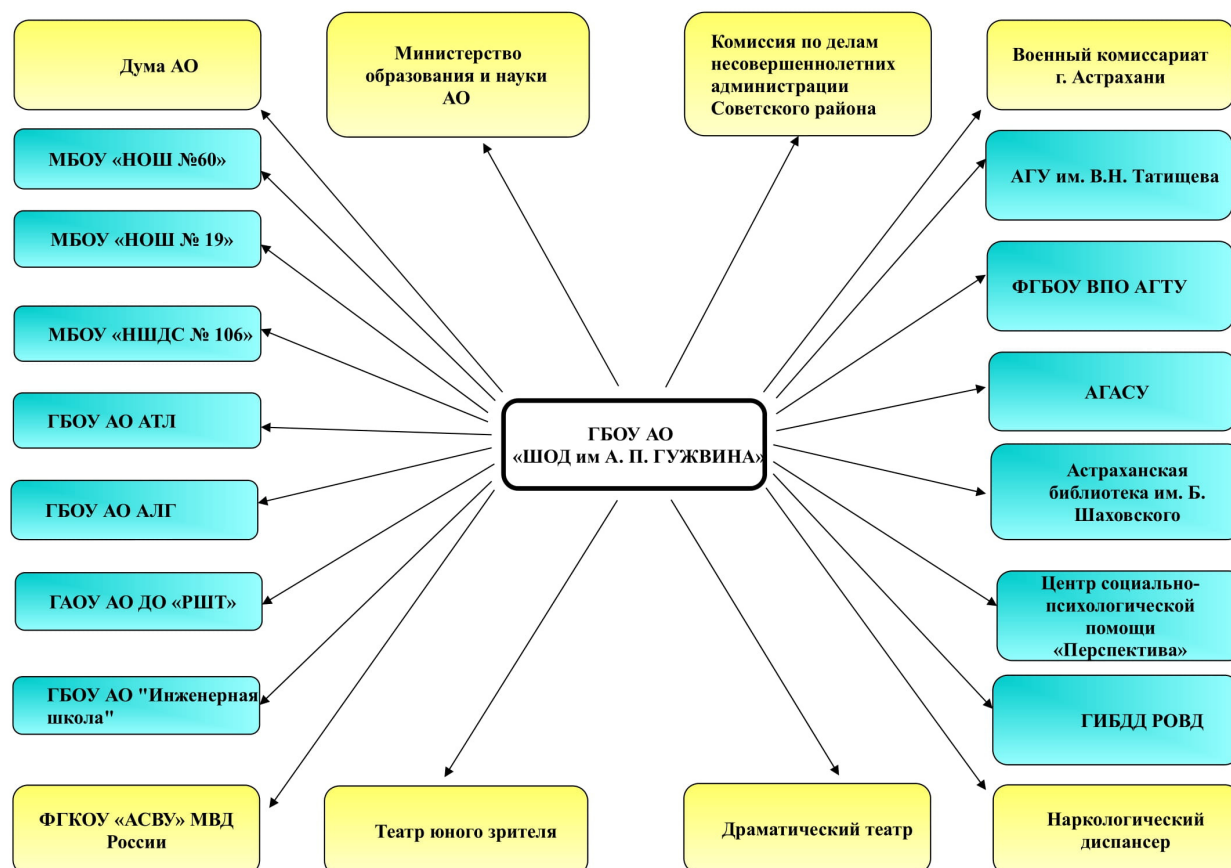 Дума АО
Министерство
образования и науки
АО
Комиссия по делам
несовершеннолетних
администрации
Советского района
Военный комиссариат
г. Астрахани
МБОУ «НОШ №60»
АГУ им. В.Н. Татищева
МБОУ «НОШ № 19»
ФГБОУ ВПО АГТУ
МБОУ «НШДС № 106»
АГАСУ
ГБОУ АО АТЛ
ГБОУ АО
«ШОД им А. П. ГУЖВИНА»
Астраханская
библиотека им. Б.
Шаховского
ГБОУ АО АЛГ
ГАОУ АО ДО «РШТ»
Центр социально-
психологической
помощи
«Перспектива»
ГБОУ АО "Инженерная
школа"
ГИБДД РОВД
ФГКОУ «АСВУ» МВД
России
Театр юного зрителя
Драматический театр
Наркологический
диспансер